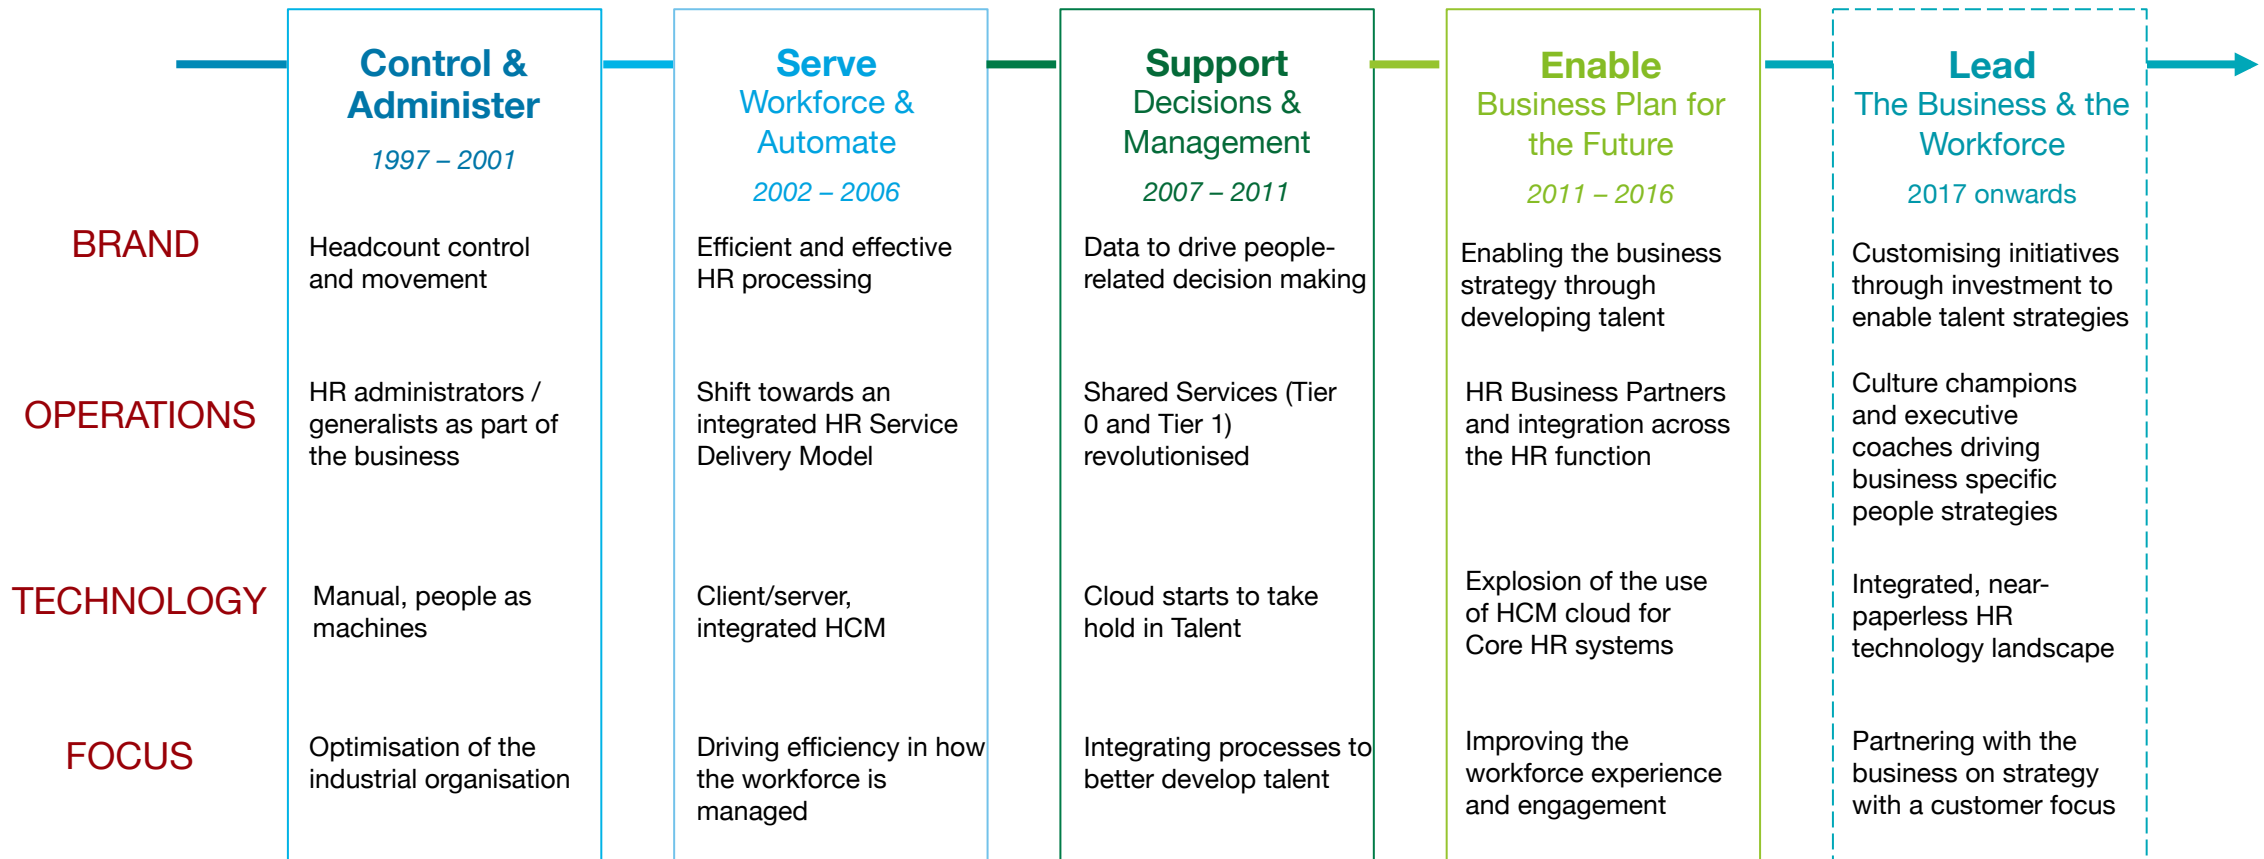 Control &
Administer
1997 – 2001
Serve
Workforce &
Automate
2002 – 2006
Support
Decisions &
Management
2007 – 2011
Enable
Business Plan for
the Future
2011 – 2016
Lead
The Business & the
Workforce
2017 onwards
BRAND
Headcount control
and movement
Efficient and effective
HR processing
Data to drive people-
related decision making
Enabling the business
strategy through
developing talent
Customising initiatives
through investment to
enable talent strategies
OPERATIONS
HR administrators /
generalists as part of
the business
Shift towards an
integrated HR Service
Delivery Model
Shared Services (Tier
0 and Tier 1)
revolutionised
HR Business Partners
and integration across
the HR function
Culture champions
and executive
coaches driving
business specific
people strategies
TECHNOLOGY
Manual, people as
machines
Client/server,
integrated HCM
Cloud starts to take
hold in Talent
Explosion of the use
of HCM cloud for
Core HR systems
Integrated, near-
paperless HR
technology landscape
FOCUS
Optimisation of the
industrial organisation
Driving efficiency in how
the workforce is
managed
Integrating processes to
better develop talent
Improving the
workforce experience
and engagement
Partnering with the
business on strategy
with a customer focus